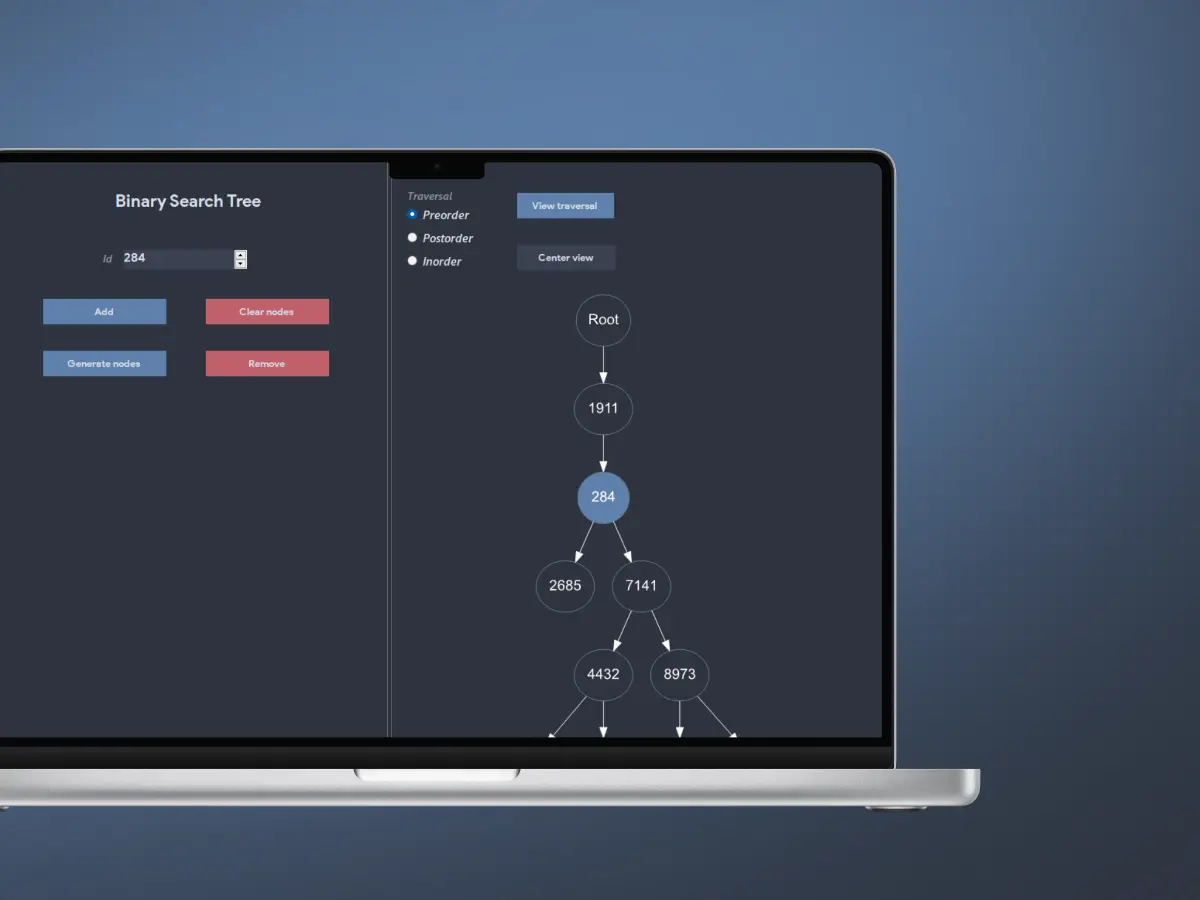 Binary Search Tree
Id 284
Add
Clear nodes
Generate nodes
Remove
Traversal
Preorder
Postorder
Inorder
View traversal
Center view
Root
1911
284
2685 7141
4432 8973